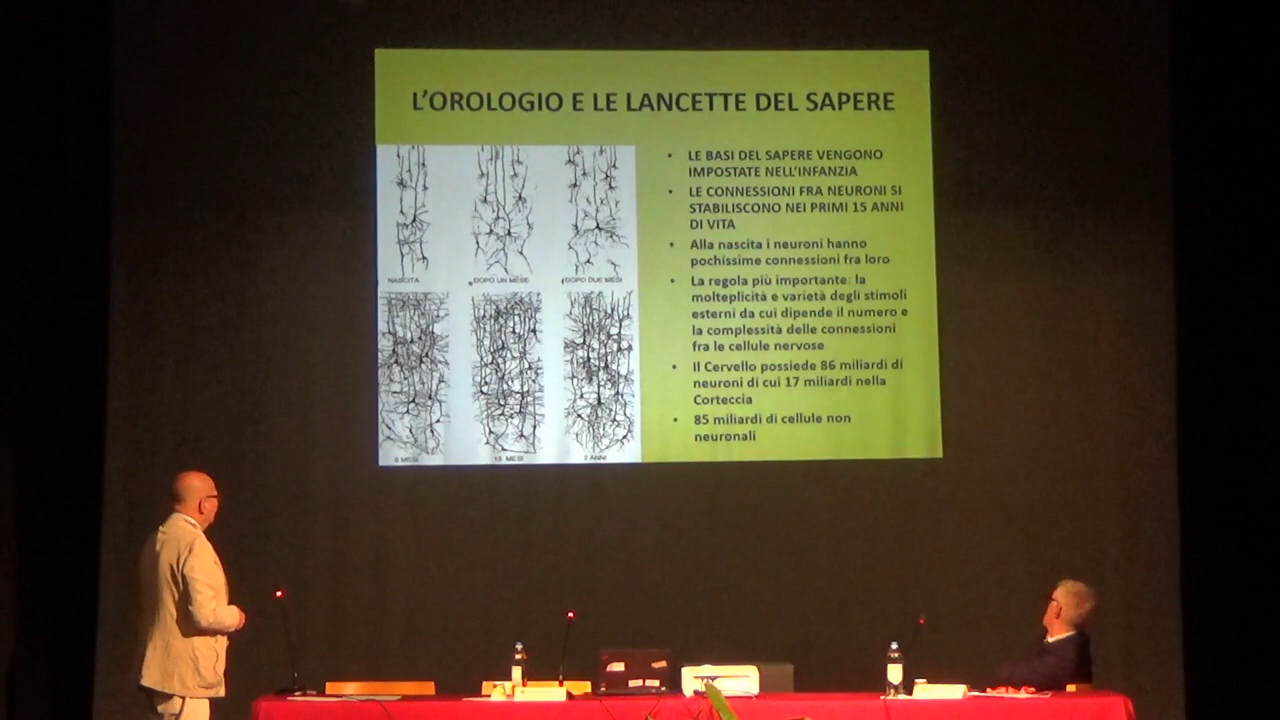 L'OROLOGIO E LE LANCETTE DEL SAPERE
NASCITA
DOPO UN MESE
DOPO DUE MESI
6 MESI
15 MESI
2 ANNI
• LE BASI DEL SAPERE VENGONO
IMPOSTATE NELL'INFANZIA
• LE CONNESSIONI FRA NEURONI SI
STABILISCONO NEI PRIMI 15 ANNI
DI VITA
• Alla nascita i neuroni hanno
pochissime connessioni fra loro
• La regola più importante: la
molteplicità e varietà degli stimoli
esterni da cui dipende il numero e
la complessità delle connessioni
fra le cellule nervose
• Il Cervello possiede 86 miliardi di
neuroni di cui 17 miliardi nella
Corteccia
• 85 miliardi di cellule non
neuronali